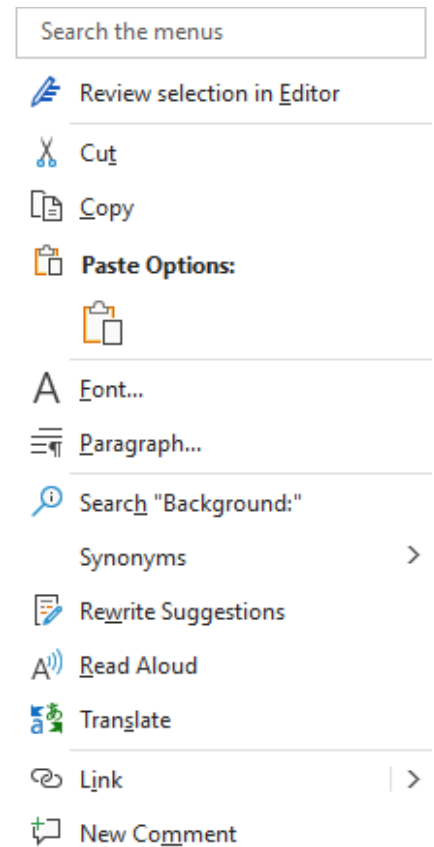 Search the menus
Review selection in Editor
Cut
Copy
Paste Options:
Font...
Paragraph...
Search "Background:"
Synonyms
Rewrite Suggestions
Read Aloud
Translate
Link
New Comment